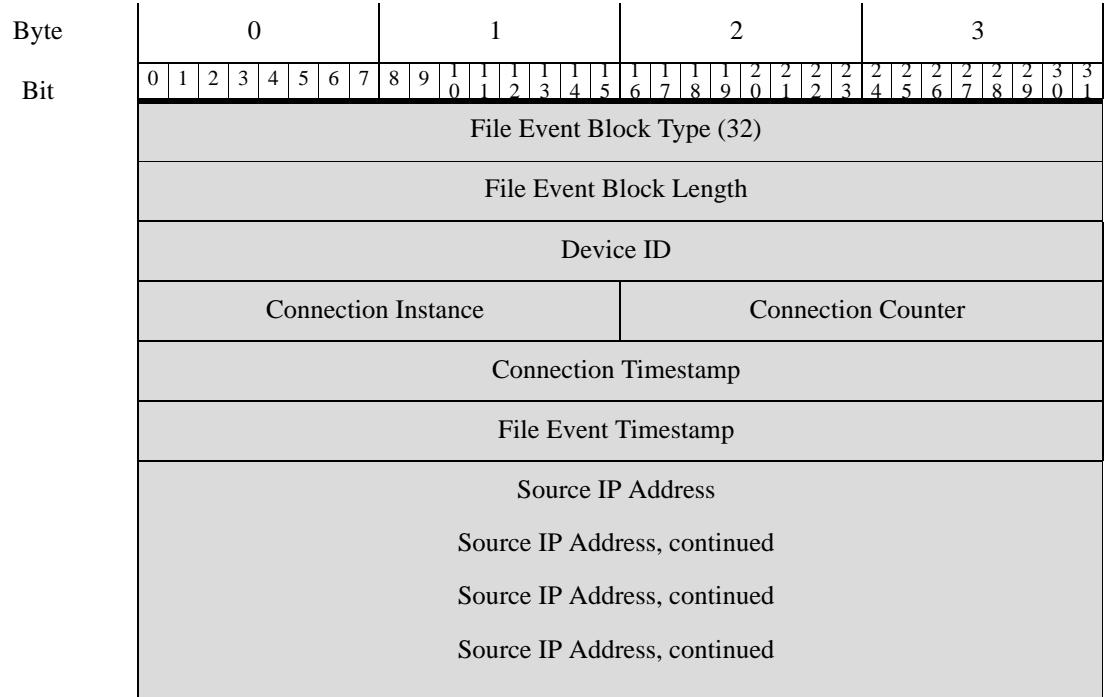 Byte 0 1 2 3
Bit 0 1 2 3 4 5 6 7 8 9 10 11 12 13 14 15 16 17 18 19 20 21 22 23 24 25 26 27 28 29 30 31
File Event Block Type (32)
File Event Block Length
Device ID
Connection Instance Connection Counter
Connection Timestamp
File Event Timestamp
Source IP Address
Source IP Address, continued
Source IP Address, continued
Source IP Address, continued